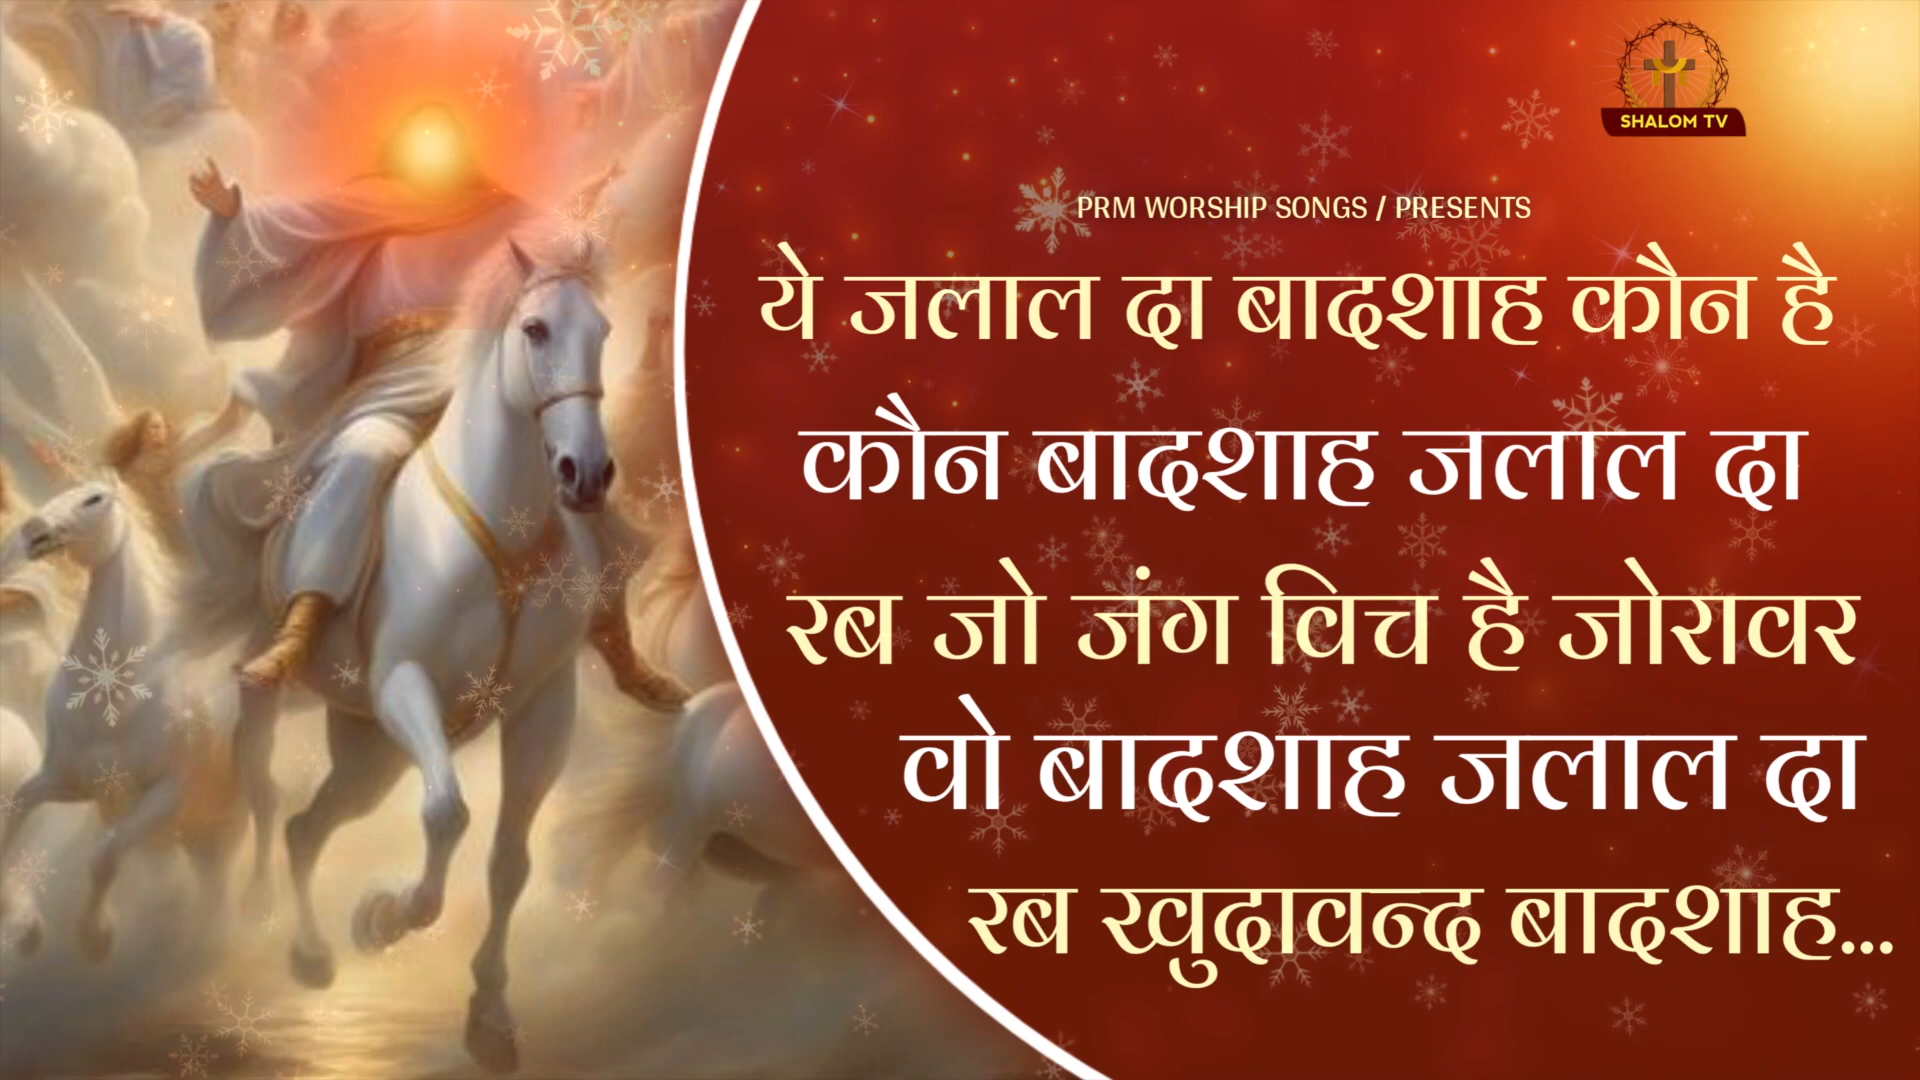 SHALOM TV
PRM WORSHIP SONGS / PRESENTS
ये जलाल दा बादशाह कौन है
कौन बादशाह जलाल दा
रब जो जंग विच है जोरावर
वो बादशाह जलाल दा
रब खुदावन्द बादशाह...